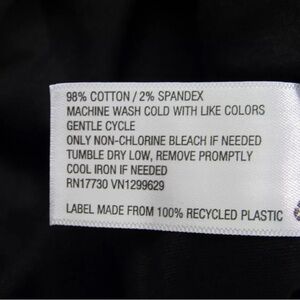 98% COTTON / 2% SPANDEX
MACHINE WASH COLD WITH LIKE COLORS
GENTLE CYCLE
ONLY NON-CHLORINE BLEACH IF NEEDED
TUMBLE DRY LOW, REMOVE PROMPTLY
COOL IRON IF NEEDED
RN17730 VN1299629
LABEL MADE FROM 100% RECYCLED PLASTIC